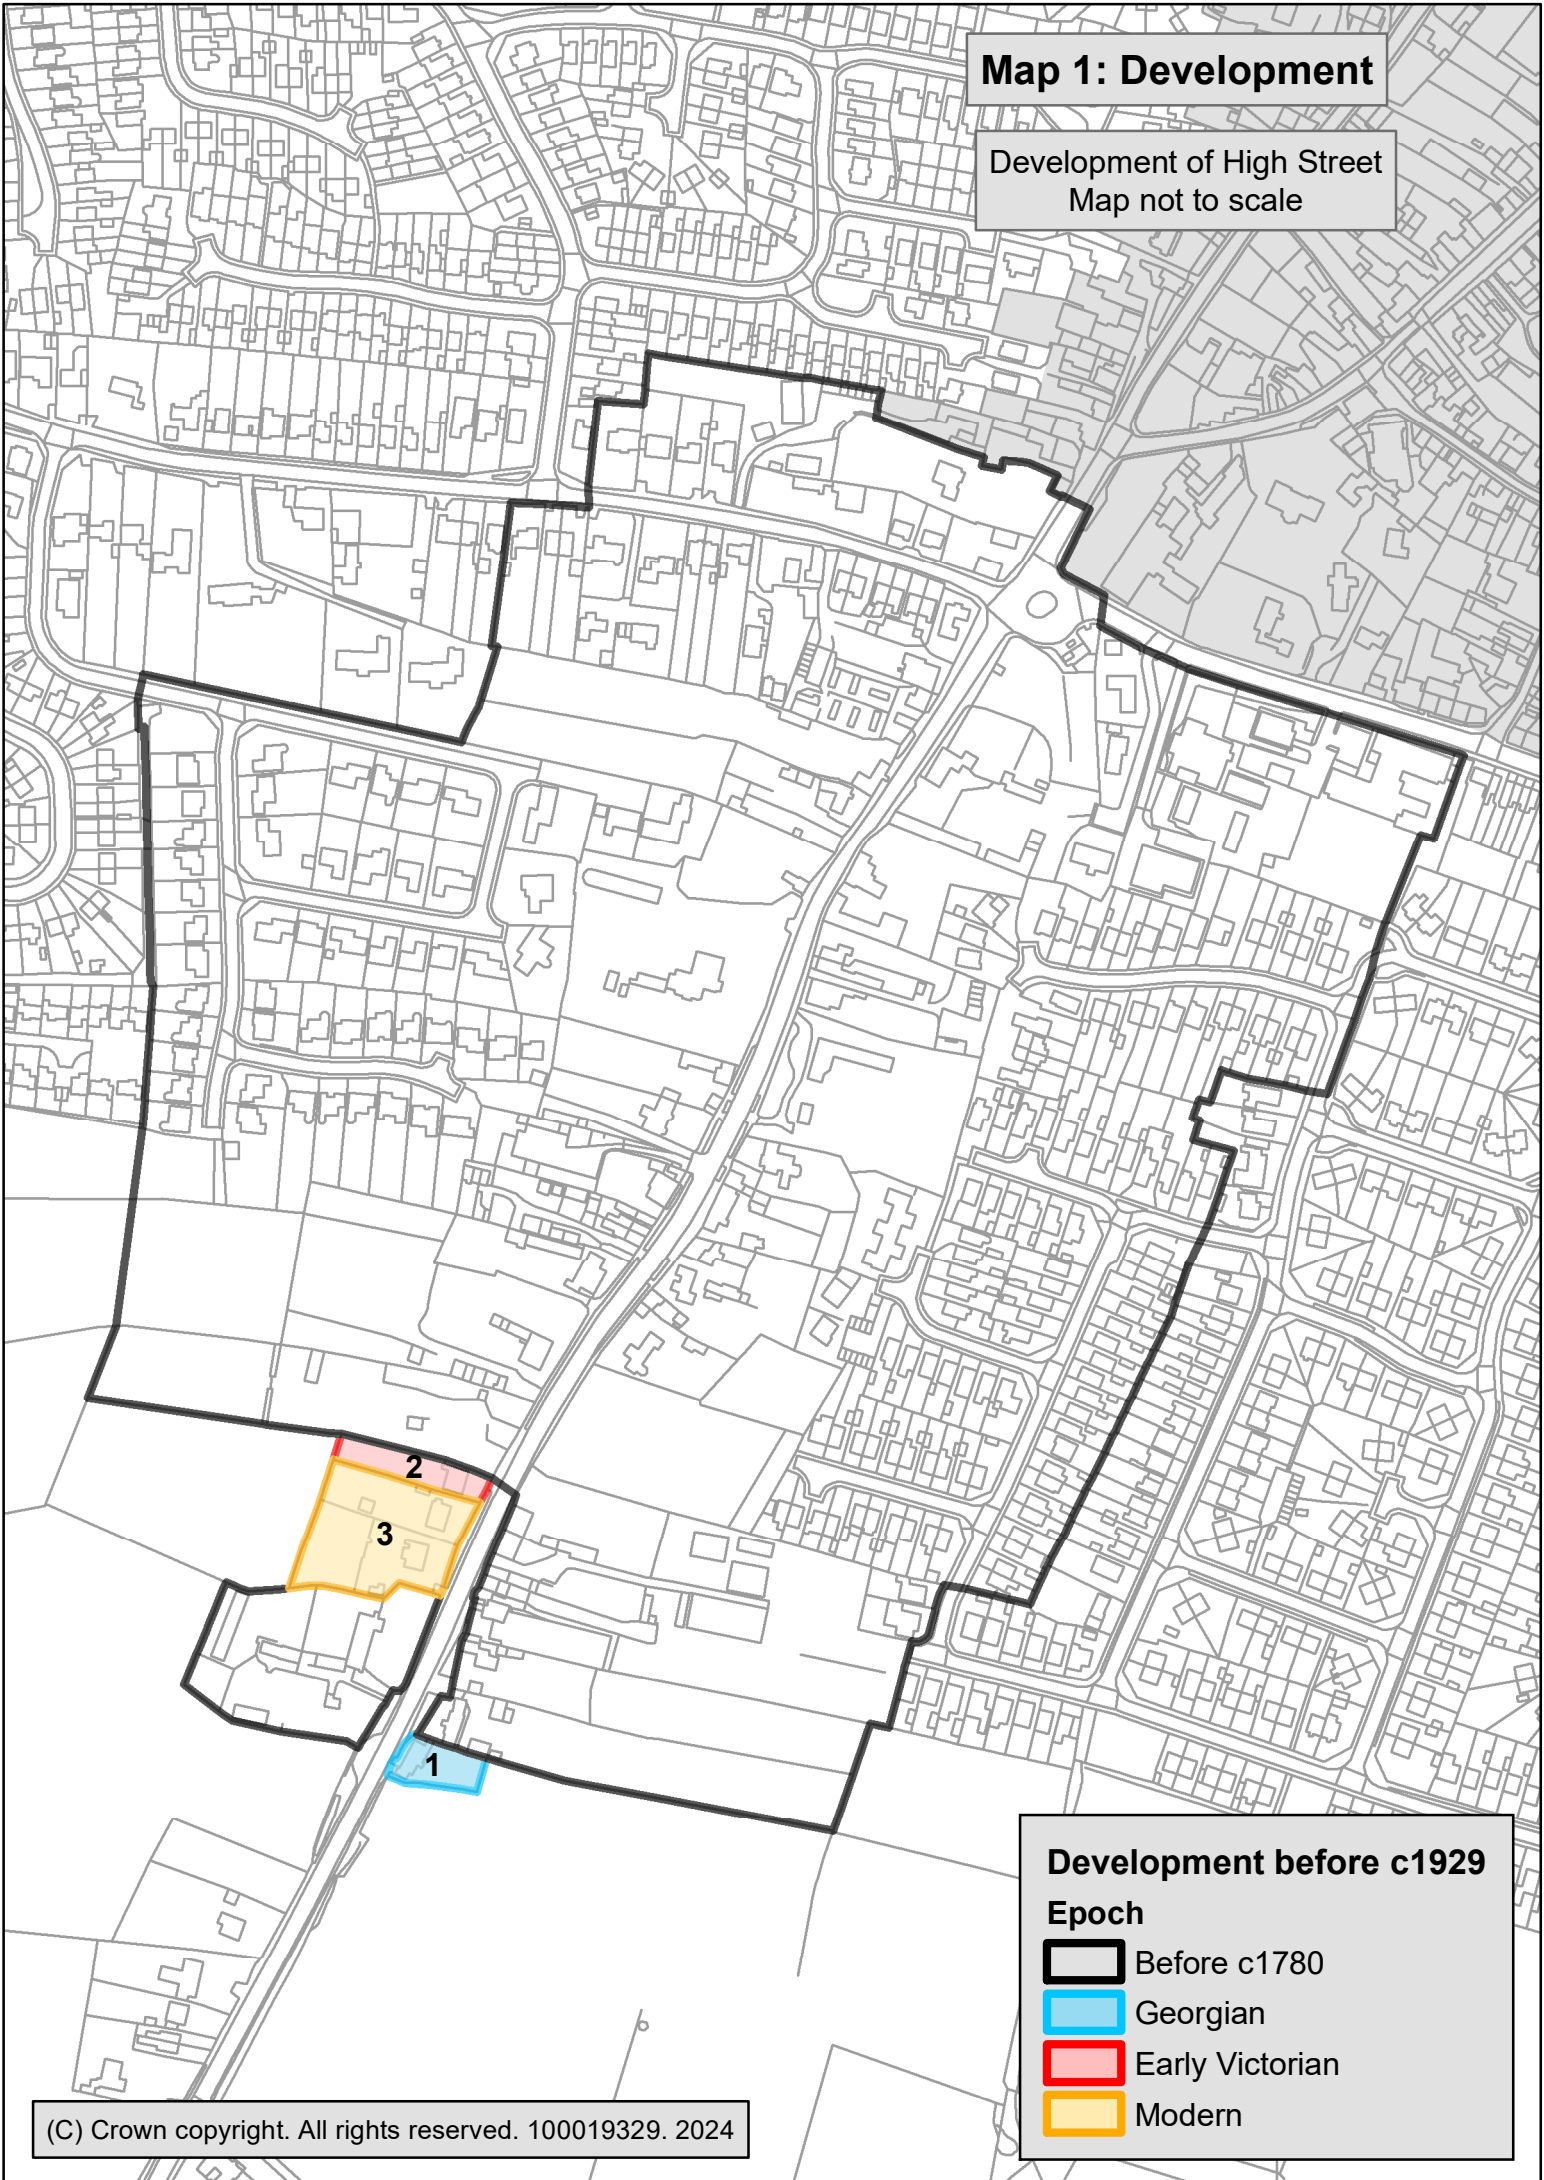 Map 1: Development
Development of High Street
Map not to scale
2
3
1
Development before c1929
Epoch
Before c1780
Georgian
Early Victorian
Modern
(C) Crown copyright. All rights reserved. 100019329. 2024